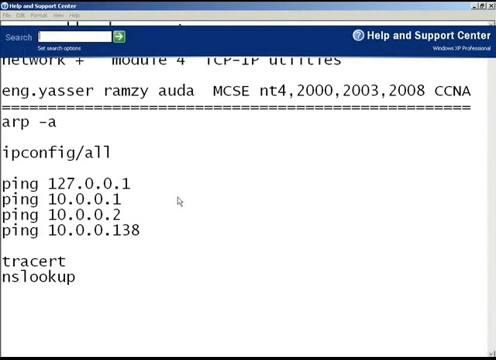 Help and Support Center
File Edit Format View Help
Search
Set search options
Help and Support Center
Windows XP Professional
network + module 4 TCP-IP utilities
eng.yasser ramzy auda MCSE nt4,2000,2003,2008 CCNA
==================================================
arp -a
ipconfig/all
ping 127.0.0.1
ping 10.0.0.1
ping 10.0.0.2
ping 10.0.0.138
tracert
nslookup